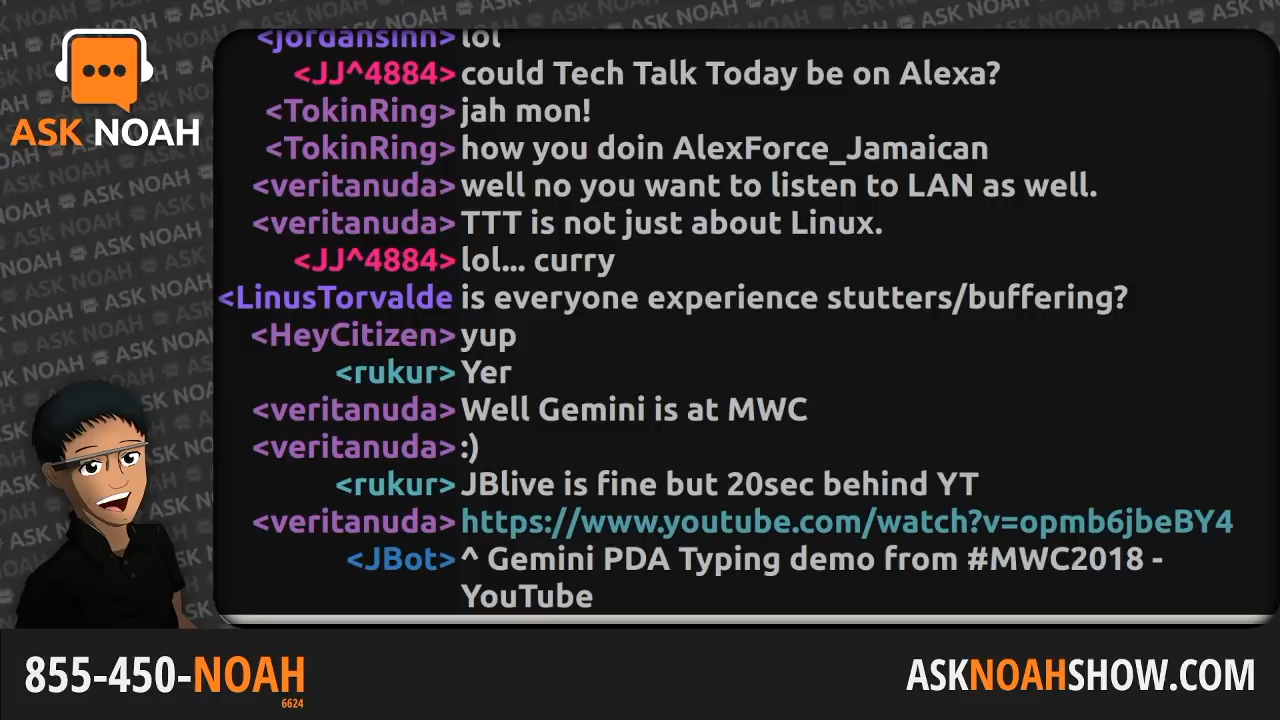 <jordansinn> lol
<JJ^4884> could Tech Talk Today be on Alexa?
<TokinRing> jah mon!
<TokinRing> how you doin AlexForce_Jamaican
<veritanuda> well no you want to listen to LAN as well.
<veritanuda> TTT is not just about Linux.
<JJ^4884> lol... curry
<LinusTorvalde is everyone experience stutters/buffering?
<HeyCitizen> yup
<rukur> Yer
<veritanuda> Well Gemini is at MWC
<veritanuda> :)
<rukur> JBlive is fine but 20sec behind YT
<veritanuda> https://www.youtube.com/watch?v=opmb6jbeBY4
<JBot> ^ Gemini PDA Typing demo from #MWC2018 -
YouTube
ASK NOAH
855-450-NOAH
6624
ASKNOAHSHOW.COM